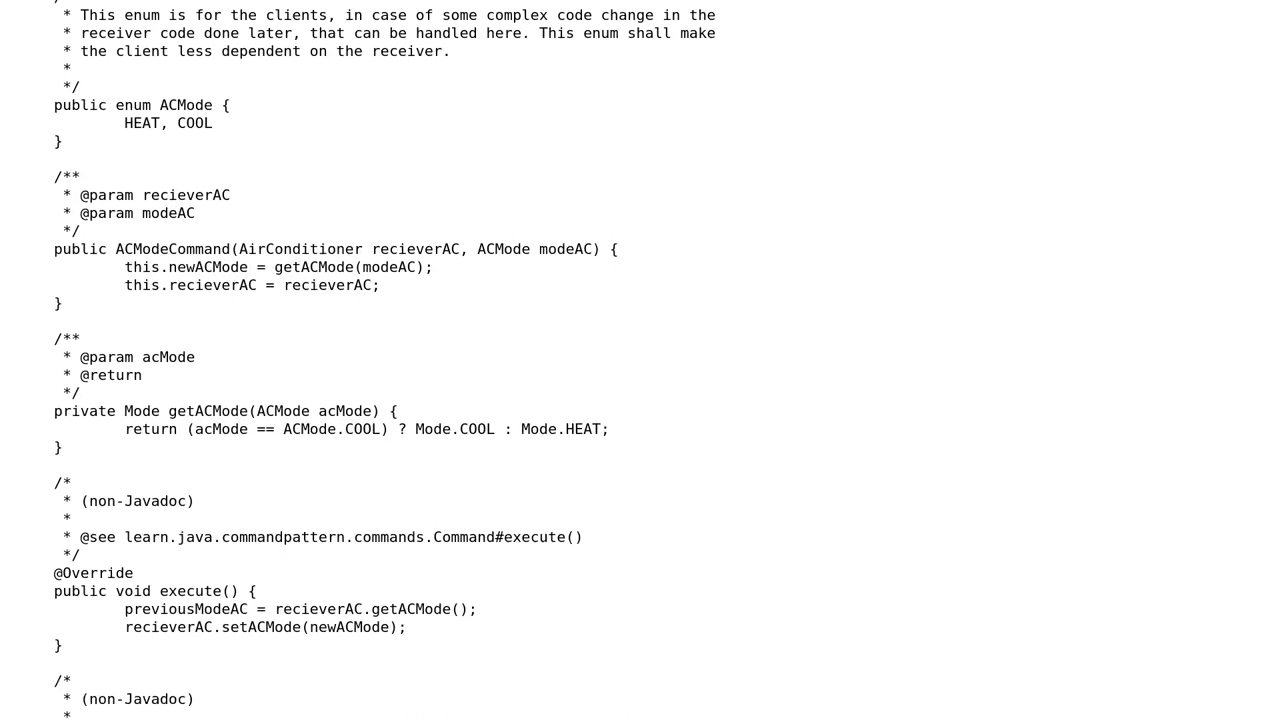 * This enum is for the clients, in case of some complex code change in the
 * receiver code done later, that can be handled here. This enum shall make
 * the client less dependent on the receiver.
 *
 */
public enum ACMode {
        HEAT, COOL
}

/**
 * @param recieverAC
 * @param modeAC
 */
public ACModeCommand(AirConditioner recieverAC, ACMode modeAC) {
        this.newACMode = getACMode(modeAC);
        this.recieverAC = recieverAC;
}

/**
 * @param acMode
 * @return
 */
private Mode getACMode(ACMode acMode) {
        return (acMode == ACMode.COOL) ? Mode.COOL : Mode.HEAT;
}

/*
 * (non-Javadoc)
 *
 * @see learn.java.commandpattern.commands.Command#execute()
 */
@Override
public void execute() {
        previousModeAC = recieverAC.getACMode();
        recieverAC.setACMode(newACMode);
}

/*
 * (non-Javadoc)
 *